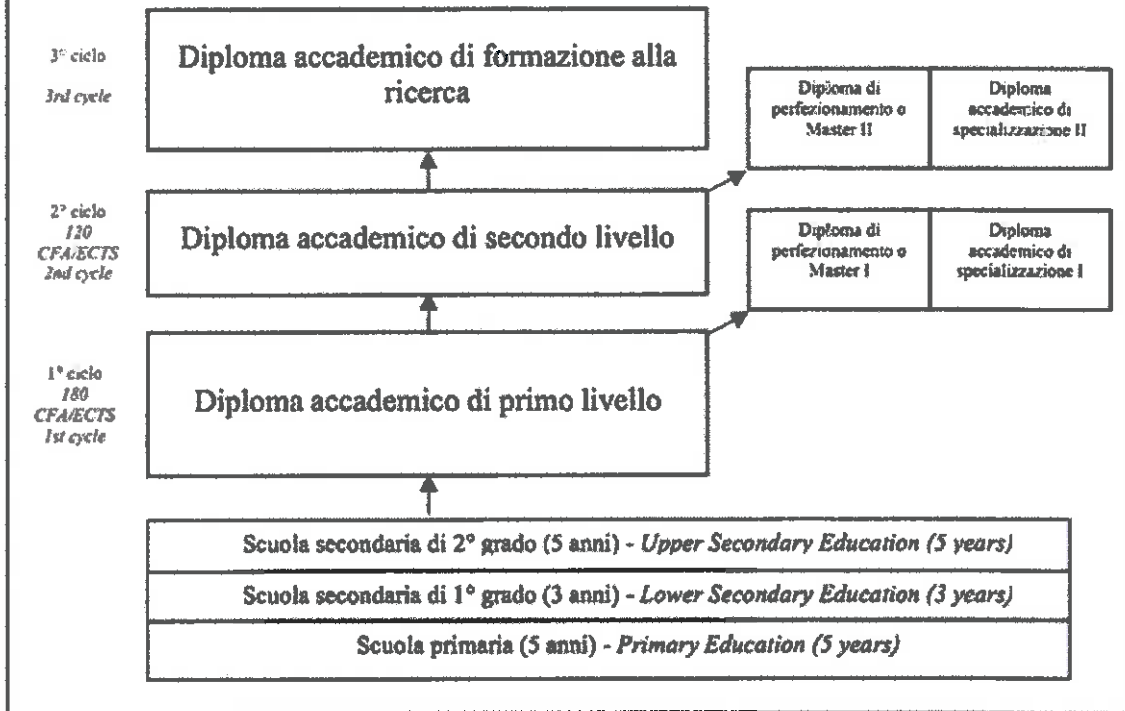 3° ciclo
3rd cycle
Diploma accademico di formazione alla
ricerca
Diploma di
perfezionamento o
Master II
Diploma
accademico di
specializzazione II
2° ciclo
120
CFA/ECTS
2nd cycle
Diploma accademico di secondo livello
Diploma di
perfezionamento o
Master I
Diploma
accademico di
specializzazione I
1° ciclo
180
CFA/ECTS
1st cycle
Diploma accademico di primo livello
Scuola secondaria di 2° grado (5 anni) - Upper Secondary Education (5 years)
Scuola secondaria di 1° grado (3 anni) - Lower Secondary Education (3 years)
Scuola primaria (5 anni) - Primary Education (5 years)